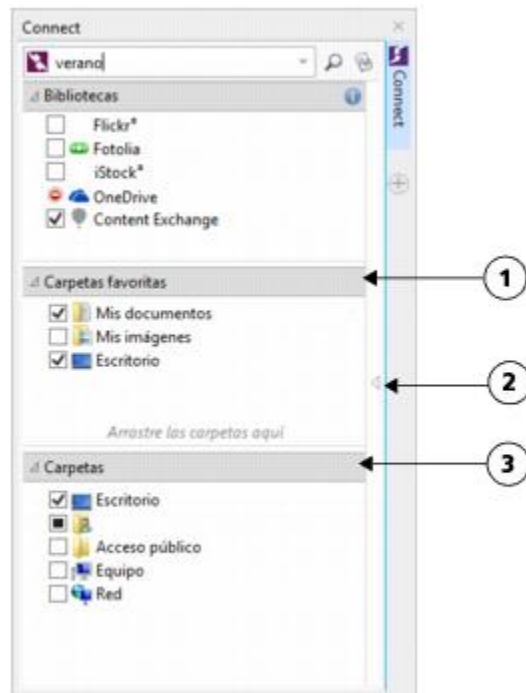 Connect
verano
Connect
Bibliotecas
Flickr®
Fotolia
iStock®
OneDrive
Content Exchange
Carpetas favoritas
1
Mis documentos
Mis imágenes
Escritorio
2
Arrastre las carpetas aquí
Carpetas
3
Escritorio
Acceso público
Equipo
Red